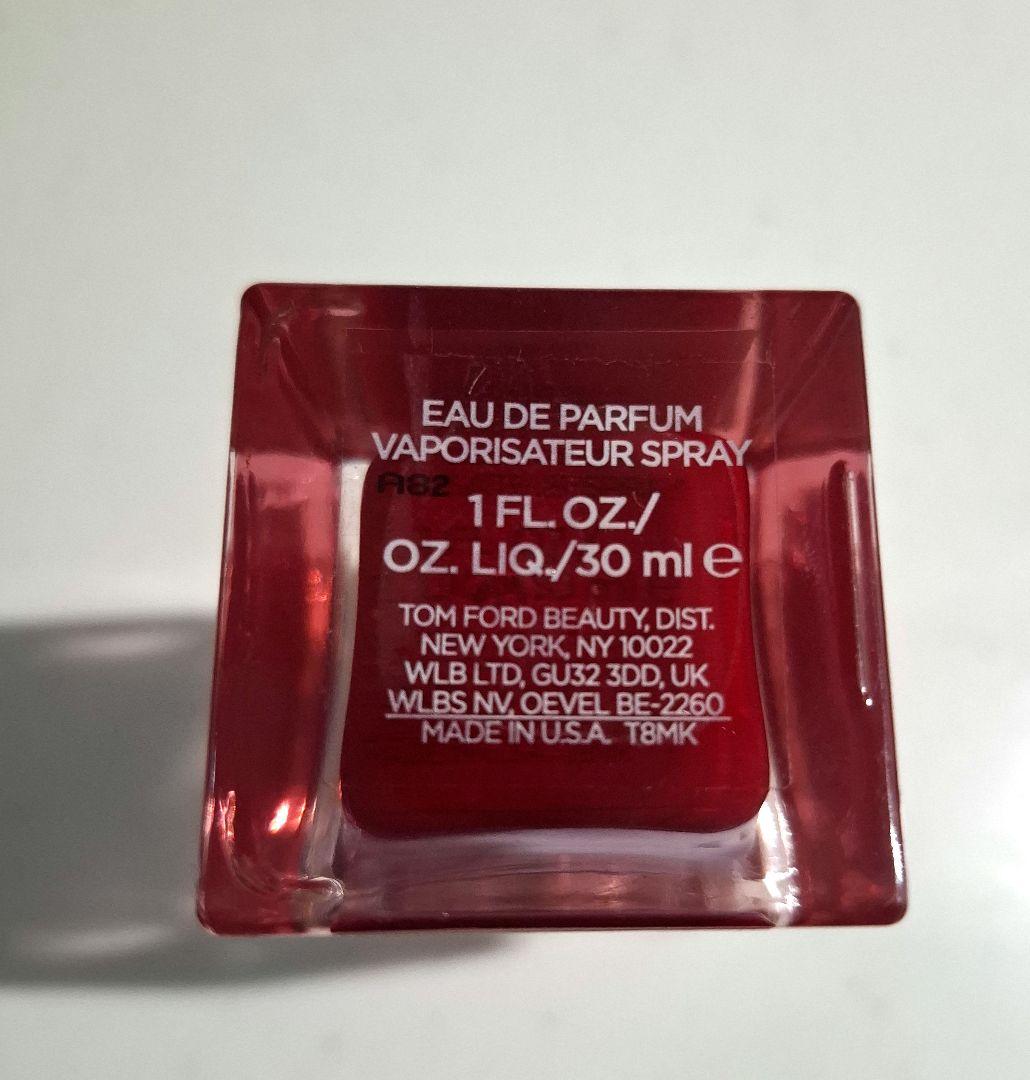 EAU DE PARFUM
VAPORISATEUR SPRAY
A82
1 FL. OZ./
OZ. LIQ./30 ml ℮
TOM FORD BEAUTY, DIST.
NEW YORK, NY 10022
WLB LTD, GU32 3DD, UK
WLBS NV, OEVEL BE-2260
MADE IN U.S.A. T8MK